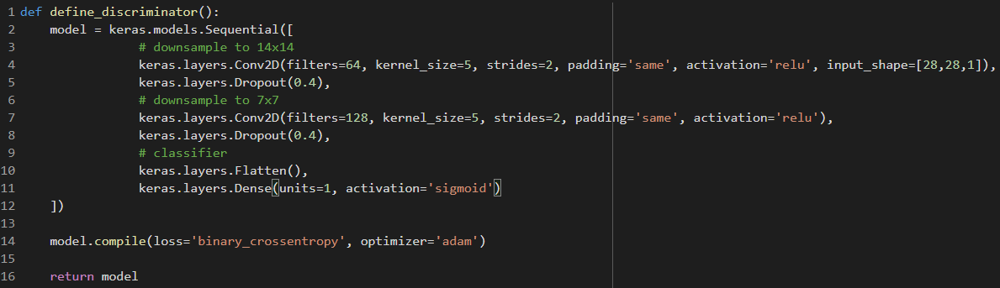 1 def define_discriminator():
2     model = keras.models.Sequential([
3                 # downsample to 14x14
4                 keras.layers.Conv2D(filters=64, kernel_size=5, strides=2, padding='same', activation='relu', input_shape=[28,28,1]),
5                 keras.layers.Dropout(0.4),
6                 # downsample to 7x7
7                 keras.layers.Conv2D(filters=128, kernel_size=5, strides=2, padding='same', activation='relu'),
8                 keras.layers.Dropout(0.4),
9                 # classifier
10                 keras.layers.Flatten(),
11                 keras.layers.Dense(units=1, activation='sigmoid')
12     ])
13
14     model.compile(loss='binary_crossentropy', optimizer='adam')
15
16     return model